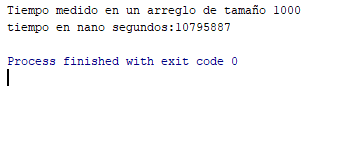 Tiempo medido en un arreglo de tamaño 1000
tiempo en nano segundos:10795887
Process finished with exit code 0